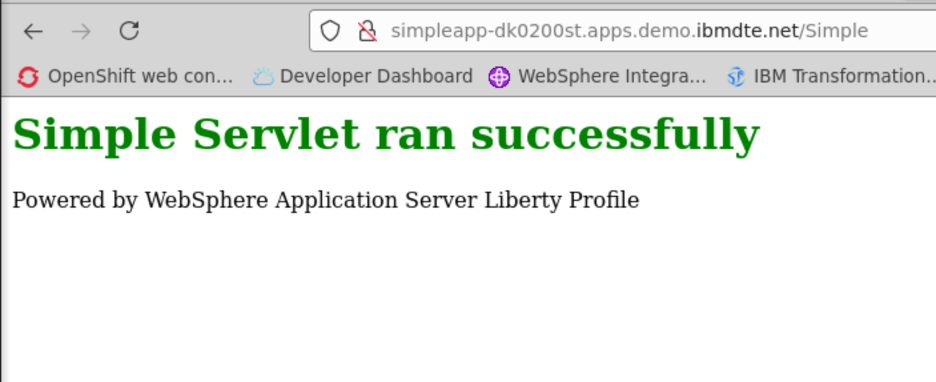 simpleapp-dk0200st.apps.demo.ibmdte.net/Simple
OpenShift web con... Developer Dashboard WebSphere Integra... IBM Transformation...
Simple Servlet ran successfully
Powered by WebSphere Application Server Liberty Profile